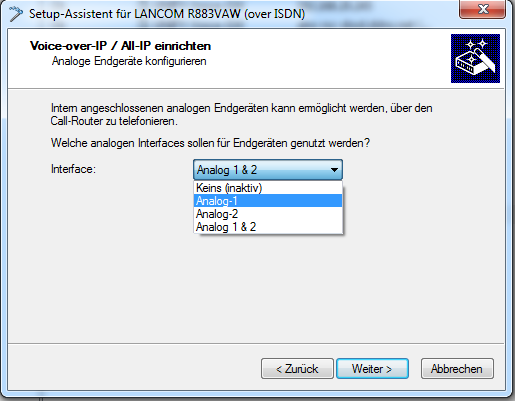 Setup-Assistent für LANCOM R883VAW (over ISDN)
Voice-over-IP / All-IP einrichten
Analoge Endgeräte konfigurieren
Intern angeschlossenen analogen Endgeräten kann ermöglicht werden, über den
Call-Router zu telefonieren.
Welche analogen Interfaces sollen für Endgeräten genutzt werden?
Interface:
Analog 1 & 2
Keins (inaktiv)
Analog-1
Analog-2
Analog 1 & 2
< Zurück
Weiter >
Abbrechen